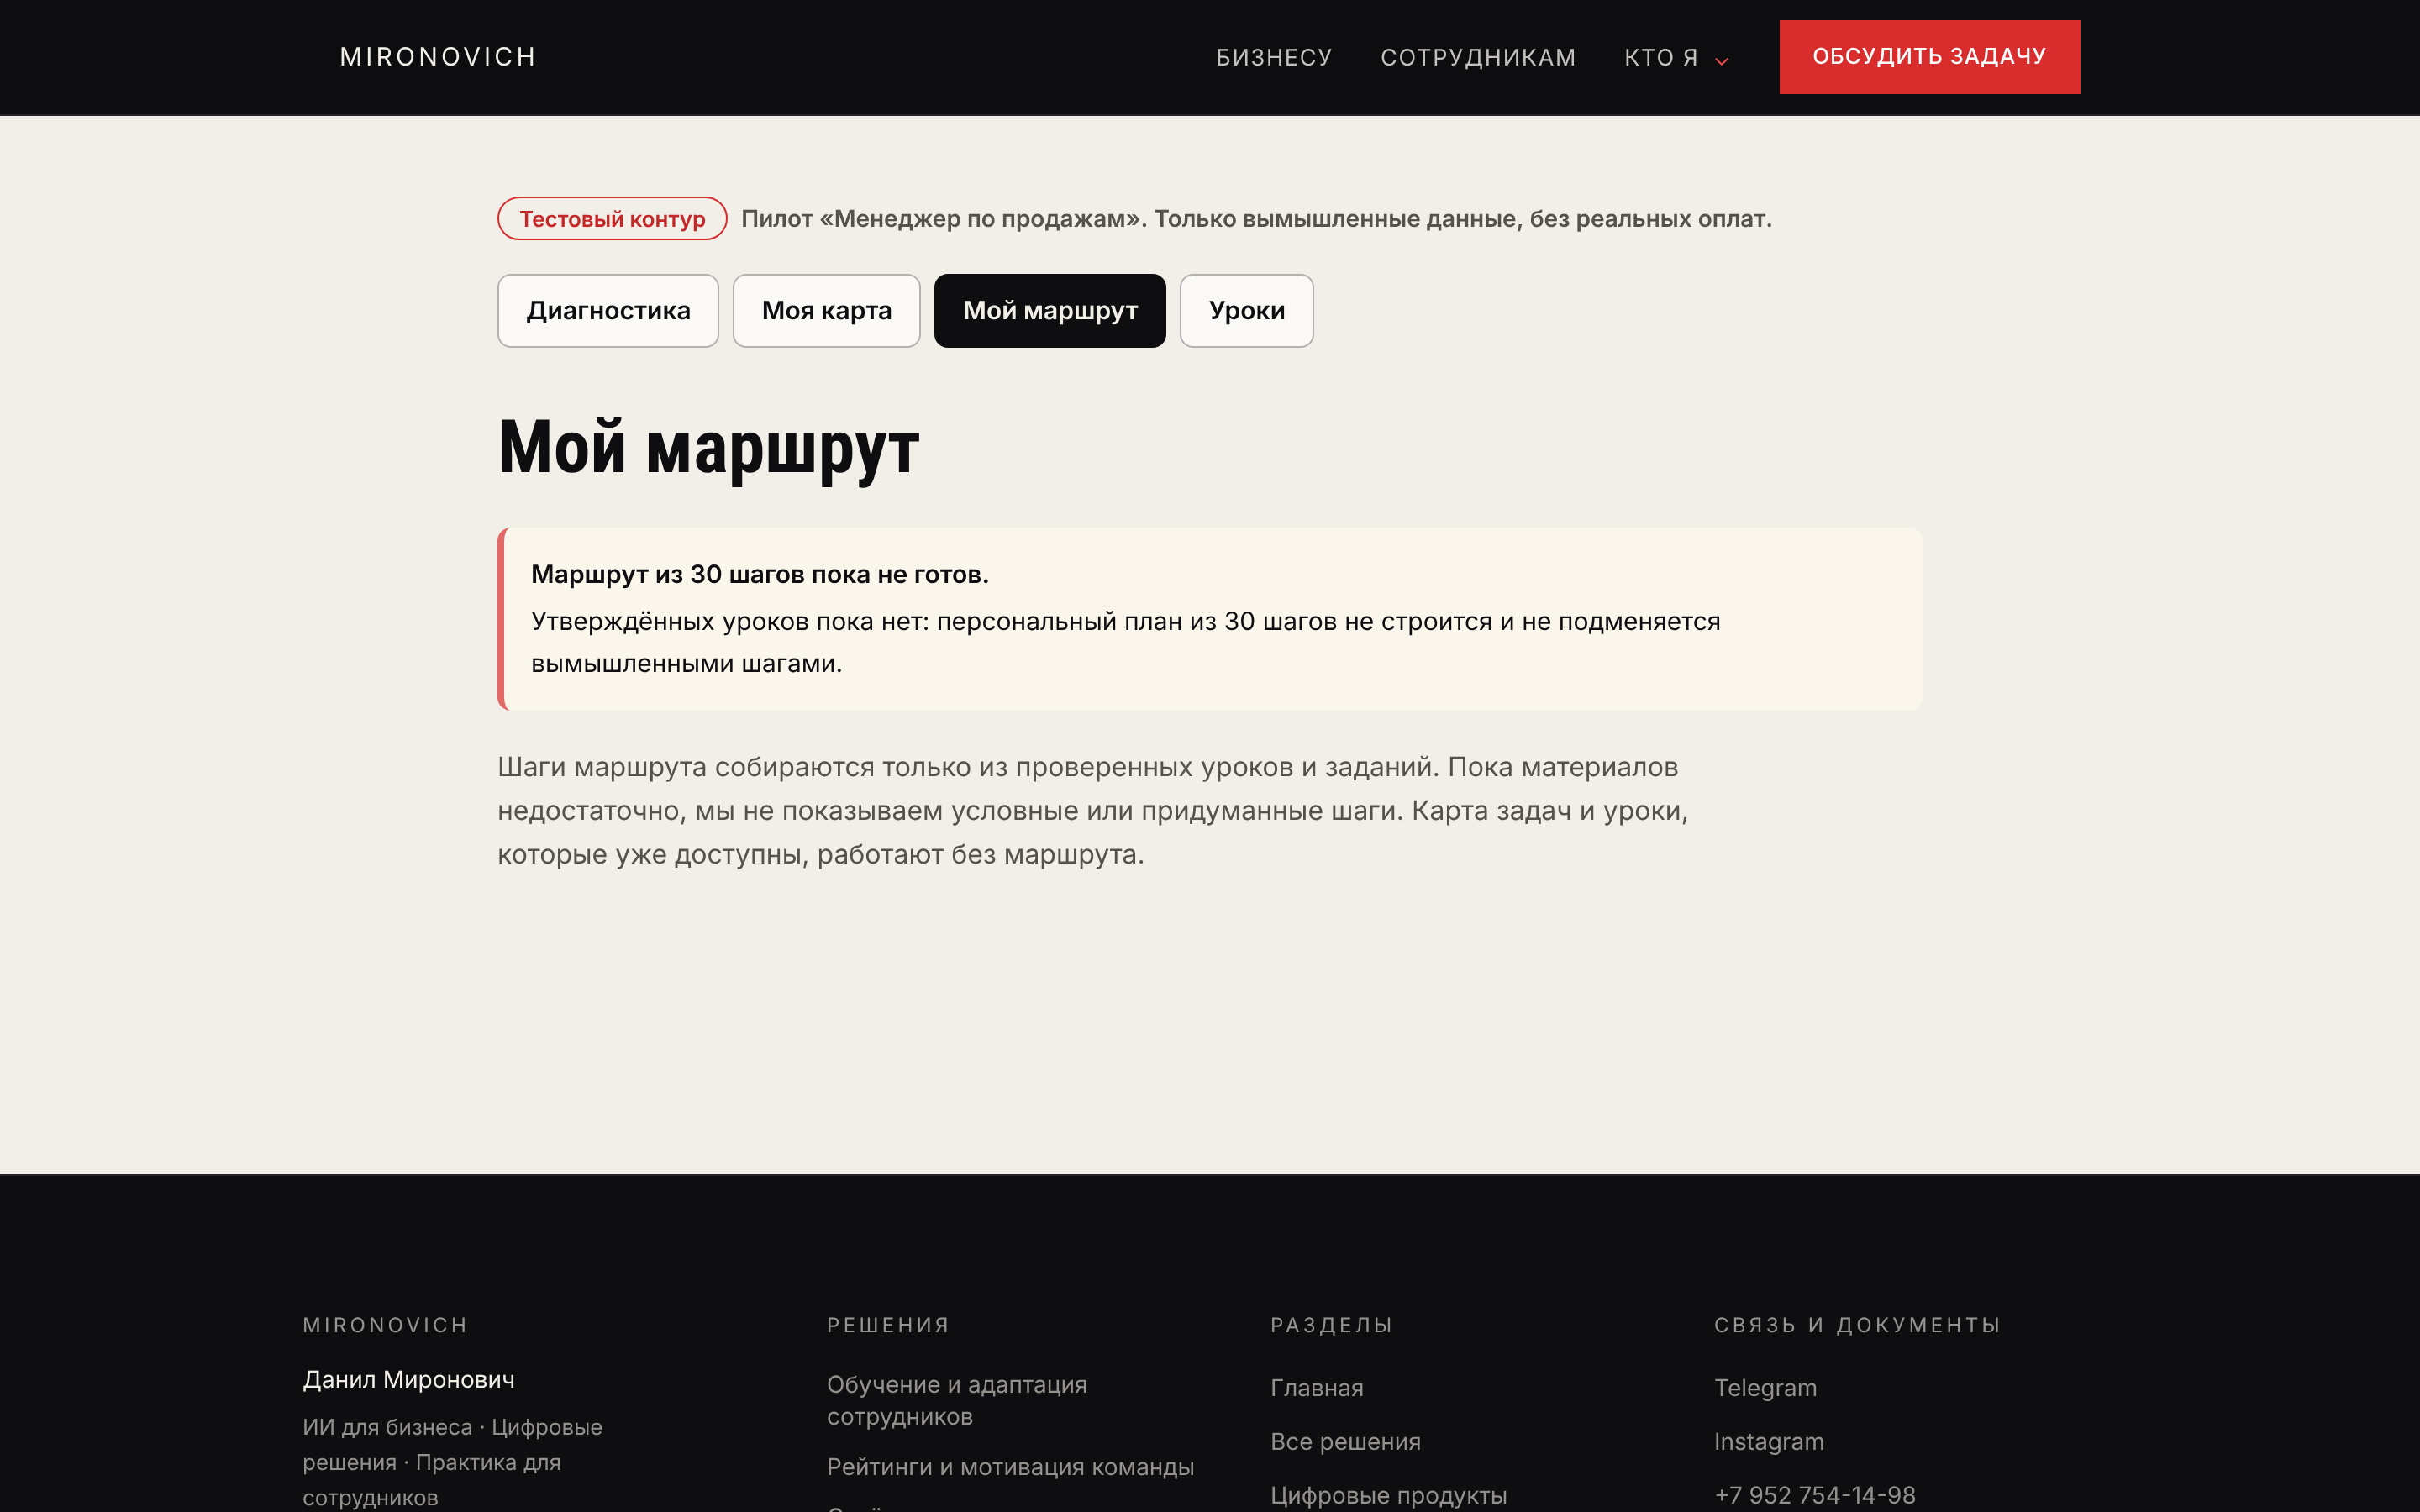 MIRONOVICH
БИЗНЕСУ СОТРУДНИКАМ КТО Я ОБСУДИТЬ ЗАДАЧУ
Тестовый контур Пилот «Менеджер по продажам». Только вымышленные данные, без реальных оплат.
Диагностика Моя карта Мой маршрут Уроки
Мой маршрут
Маршрут из 30 шагов пока не готов.
Утверждённых уроков пока нет: персональный план из 30 шагов не строится и не подменяется
вымышленными шагами.
Шаги маршрута собираются только из проверенных уроков и заданий. Пока материалов
недостаточно, мы не показываем условные или придуманные шаги. Карта задач и уроки,
которые уже доступны, работают без маршрута.
MIRONOVICH
Данил Миронович
ИИ для бизнеса · Цифровые
решения · Практика для
сотрудников
РЕШЕНИЯ
Обучение и адаптация
сотрудников
Рейтинги и мотивация команды
РАЗДЕЛЫ
Главная
Все решения
Цифровые продукты
СВЯЗЬ И ДОКУМЕНТЫ
Telegram
Instagram
+7 952 754-14-98